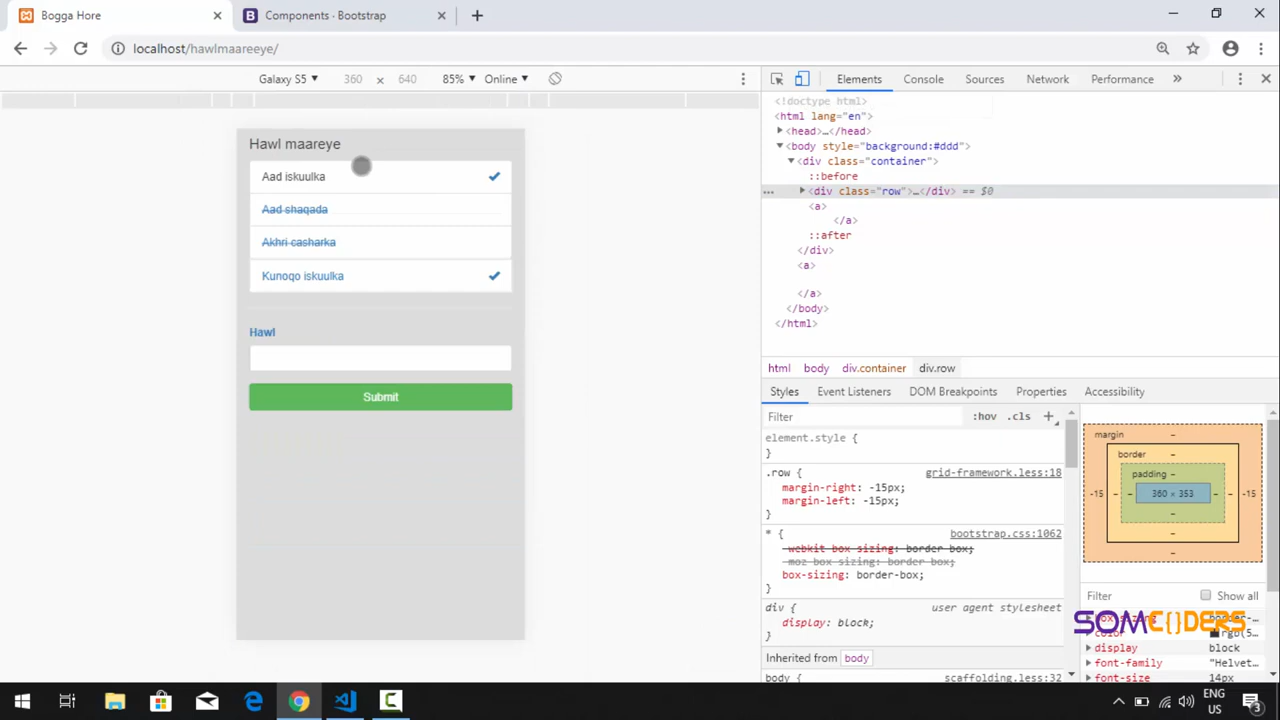 Bogga Hore
Components · Bootstrap
localhost/hawlmaareeye/
Galaxy S5 ▼ 360 × 640 85% ▼ Online ▼
Elements Console Sources Network Performance »
Hawl maareye
Aad iskuulka
Aad shaqada
Akhri casharka
Kunoqo iskuulka
Hawl
Submit
<!doctype html>
<html lang="en">
<head>…</head>
<body style="background:#ddd">
<div class="container">
::before
… <div class="row">…</div> == $0
<a>
</a>
::after
</div>
<a>
</a>
</body>
</html>
html body div.container div.row
Styles Event Listeners DOM Breakpoints Properties Accessibility
Filter :hov .cls +
element.style {
}
.row { grid-framework.less:18
margin-right: -15px;
margin-left: -15px;
}
* { bootstrap.css:1062
-webkit-box-sizing: border-box;
-moz-box-sizing: border-box;
box-sizing: border-box;
}
div { user agent stylesheet
display: block;
}
Inherited from body
body { scaffolding.less:32
margin –
border –
padding –
-15 – – 360 × 353 – – -15
–
–
–
Filter Show all
SOMC{}DERS
display block
font-family "Helvet…
font-size 14px
ENG
US
3